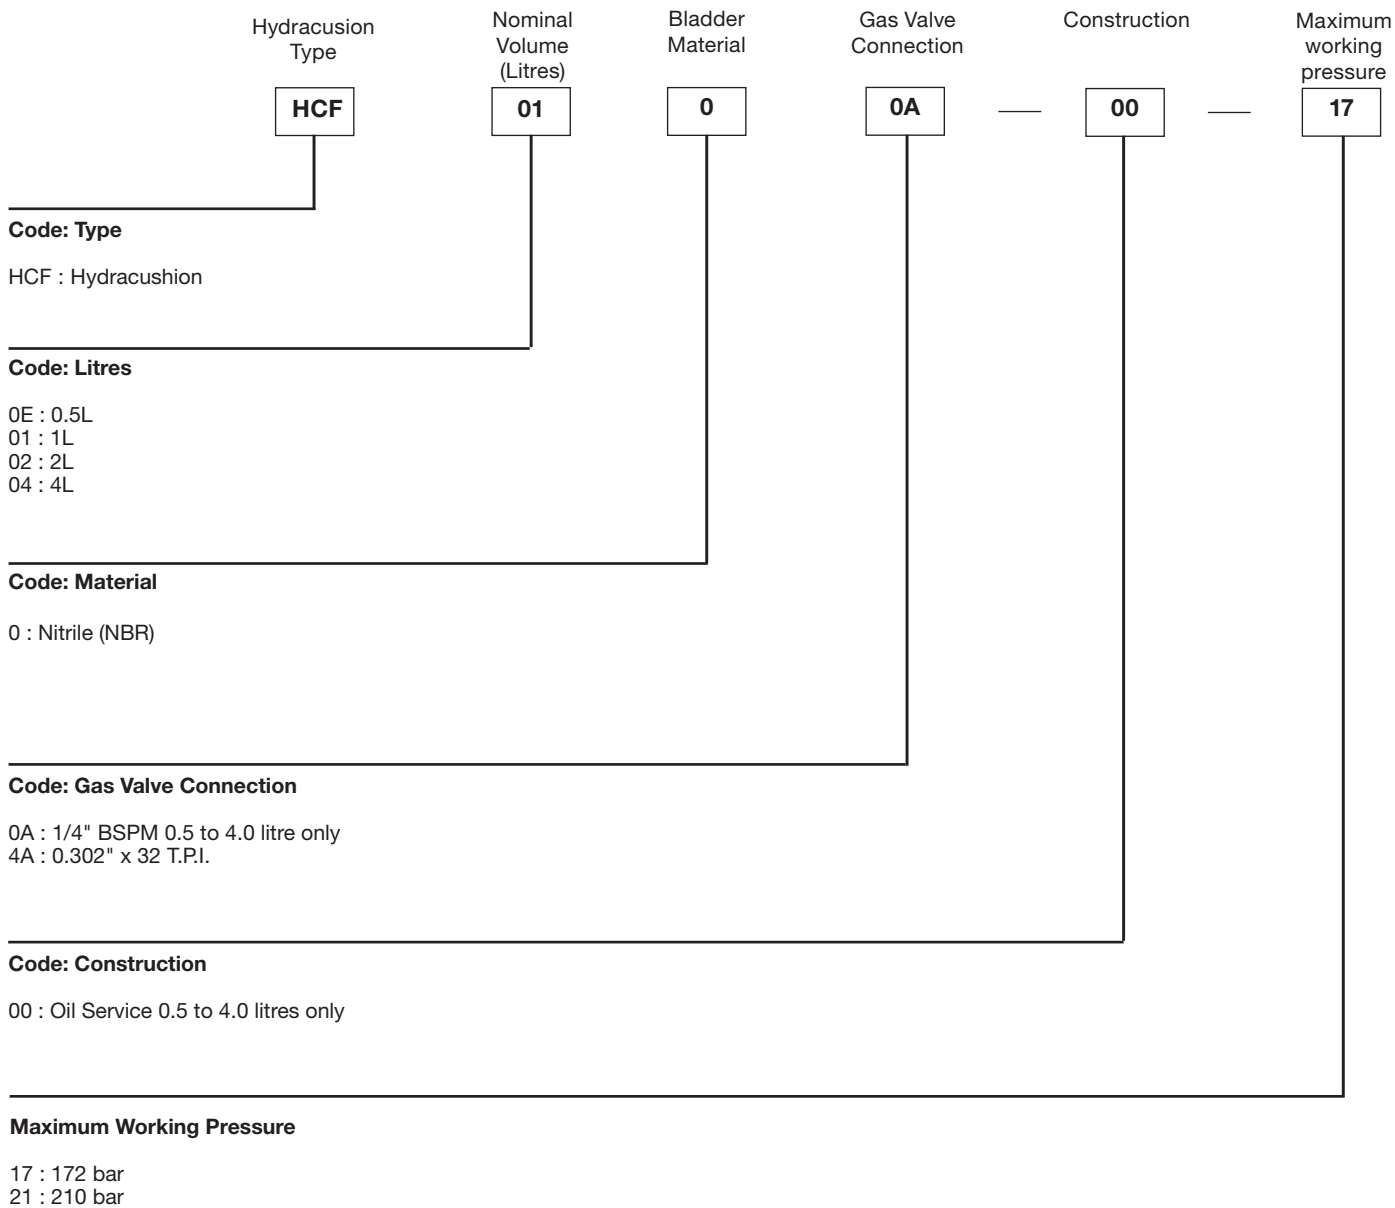 Hydracusion
Type
Nominal
Volume
(Litres)
Bladder
Material
Gas Valve
Connection
Construction
Maximum
working
pressure
HCF 01 0 0A — 00 — 17
Code: Type
HCF : Hydracushion
Code: Litres
0E : 0.5L
01 : 1L
02 : 2L
04 : 4L
Code: Material
0 : Nitrile (NBR)
Code: Gas Valve Connection
0A : 1/4" BSPM 0.5 to 4.0 litre only
4A : 0.302" x 32 T.P.I.
Code: Construction
00 : Oil Service 0.5 to 4.0 litres only
Maximum Working Pressure
17 : 172 bar
21 : 210 bar